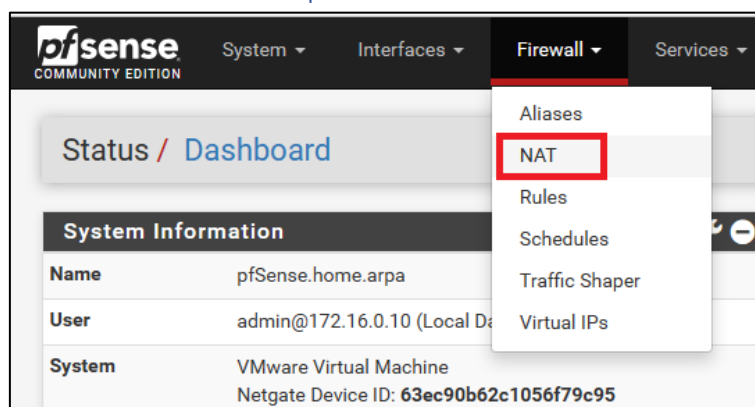 pfsense
COMMUNITY EDITION
System Interfaces Firewall Services
Aliases
NAT
Rules
Schedules
Traffic Shaper
Virtual IPs
Status / Dashboard
System Information
Name pfSense.home.arpa
User admin@172.16.0.10 (Local Da
System VMware Virtual Machine
Netgate Device ID: 63ec90b62c1056f79c95